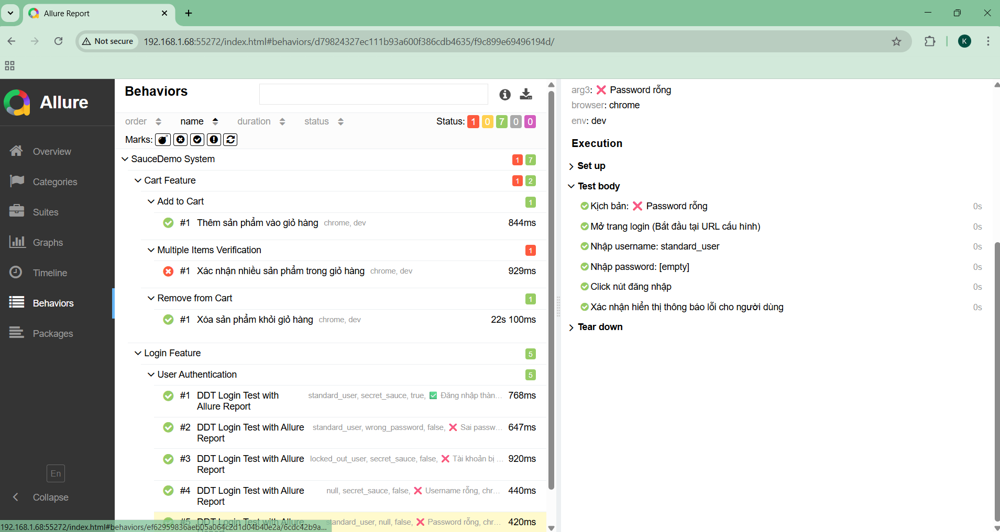 Allure Report
Not secure
192.168.1.68:55272/index.html#behaviors/d79824327ec111b93a600f386cdb4635/f9c899e69496194d/
K
Allure
Overview
Categories
Suites
Graphs
Timeline
Behaviors
Packages
En
Collapse
Behaviors
order name duration status Status: 1 0 7 0 0
Marks:
SauceDemo System 1 7
Cart Feature 1 2
Add to Cart 1
#1 Thêm sản phẩm vào giỏ hàng chrome, dev 844ms
Multiple Items Verification 1
#1 Xác nhận nhiều sản phẩm trong giỏ hàng chrome, dev 929ms
Remove from Cart 1
#1 Xóa sản phẩm khỏi giỏ hàng chrome, dev 22s 100ms
Login Feature 5
User Authentication 5
#1 DDT Login Test with standard_user, secret_sauce, true, ✅ Đăng nhập thàn... 768ms
Allure Report
#2 DDT Login Test with Allure standard_user, wrong_password, false, ❌ Sai passw... 647ms
Report
#3 DDT Login Test with Allure locked_out_user, secret_sauce, false, ❌ Tài khoản bị ... 920ms
Report
#4 DDT Login Test with Allure null, secret_sauce, false, ❌ Username rỗng, chr... 440ms
Report
#5 DDT Login Test with Allure standard_user, null, false, ❌ Password rỗng, chr... 420ms
Report
192.168.1.68:55272/index.html#behaviors/ef62959836aeb05a064c2d1d04b40e2a/6cdc42b9a...
arg3: ❌ Password rỗng
browser: chrome
env: dev
Execution
Set up
Test body
Kịch bản: ❌ Password rỗng 0s
Mở trang login (Bắt đầu tại URL cấu hình) 0s
Nhập username: standard_user 0s
Nhập password: [empty] 0s
Click nút đăng nhập 0s
Xác nhận hiển thị thông báo lỗi cho người dùng 0s
Tear down